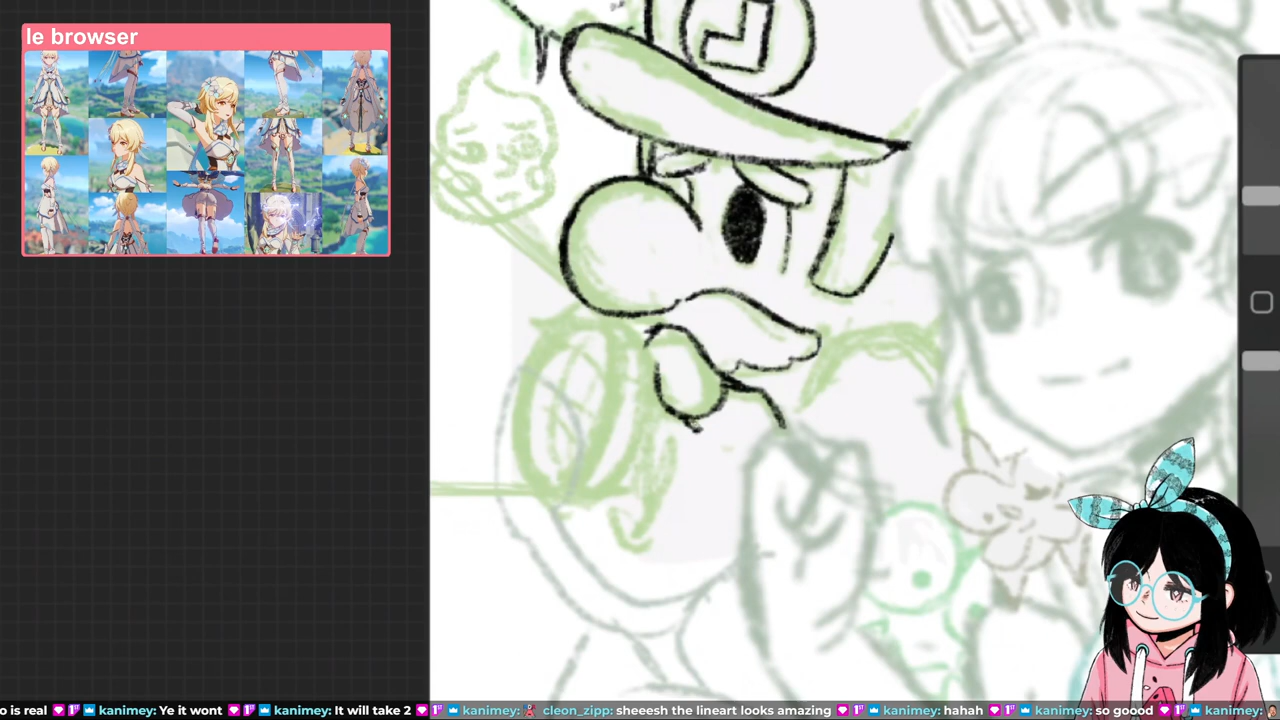 le browser
L
o is real kanimey: Ye it wont kanimey: It will take 2 kanimey: cleon_zipp: sheeesh the lineart looks amazing kanimey: hahah kanimey: so goood kanimey: